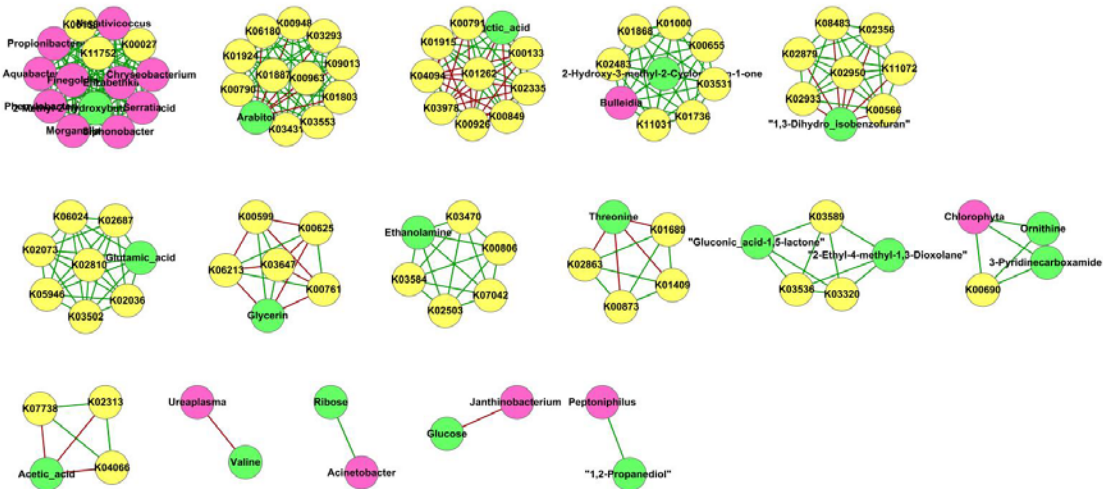 K11752
K00027
Chryseobacterium
Serratiacid
K06180
K00948
K03293
K01924
K09013
K01887
K00963
K00790
K01803
Arabitol
K03431
K03553
K00791
K01915
K00133
K04094
K01262
K02335
K03978
K00849
K00926
K01868
K01000
K00655
K02483
K03531
Bulleidia
K11031
K01736
K08483
K02356
K02879
K11072
K02950
K02933
K00566
"1,3-Dihydro_isobenzofuran"
K06024
K02687
K02073
K02810
Glutamic_acid
K05946
K02036
K03502
K00599
K00625
K06213
K03647
K00761
Glycerin
K03470
Ethanolamine
K00806
K03584
K07042
K02503
Threonine
K01689
K02863
K01409
K00873
K03589
"Gluconic_acid-1,5-lactone"
"2-Ethyl-4-methyl-1,3-Dioxolane"
K03536
K03320
Chlorophyta
Ornithine
3-Pyridinecarboxamide
K00690
K07738
K02313
Acetic_acid
K04066
Ureaplasma
Valine
Ribose
Acinetobacter
Janthinobacterium
Glucose
Peptoniphilus
"1,2-Propanediol"